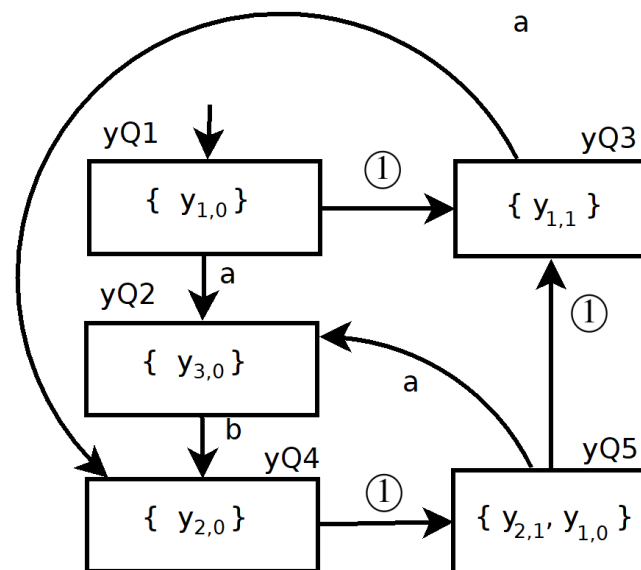 a
yQ1
yQ3
①
{ y1,0 }
{ y1,1 }
a
yQ2
①
{ y3,0 }
a
b
yQ4
yQ5
①
{ y2,0 }
{ y2,1, y1,0 }